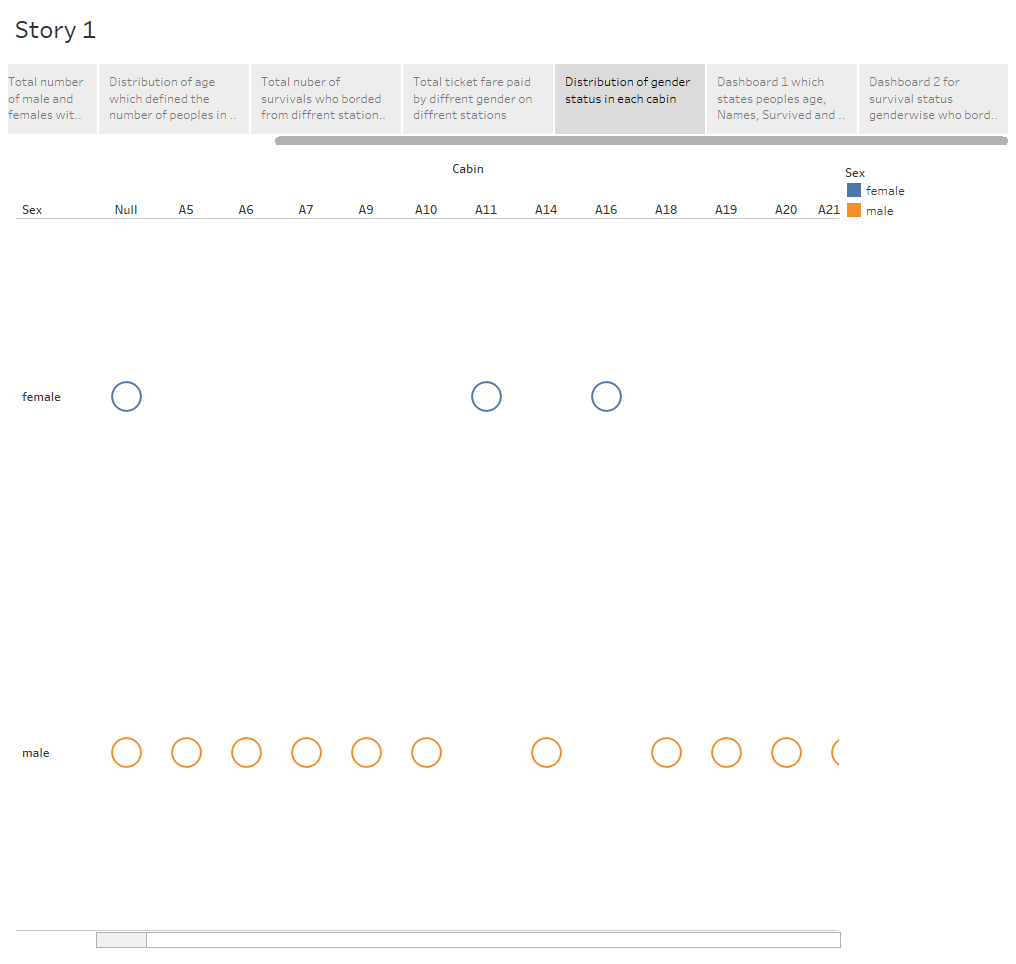 Story 1
Total number
of male and
females wit..
Distribution of age
which defined the
number of peoples in ..
Total nuber of
survivals who borded
from diffrent station..
Total ticket fare paid
by diffrent gender on
diffrent stations
Distribution of gender
status in each cabin
Dashboard 1 which
states peoples age,
Names, Survived and ..
Dashboard 2 for
survival status
genderwise who bord..
Cabin
Sex Null A5 A6 A7 A9 A10 A11 A14 A16 A18 A19 A20 A21
Sex
female
male
female
male